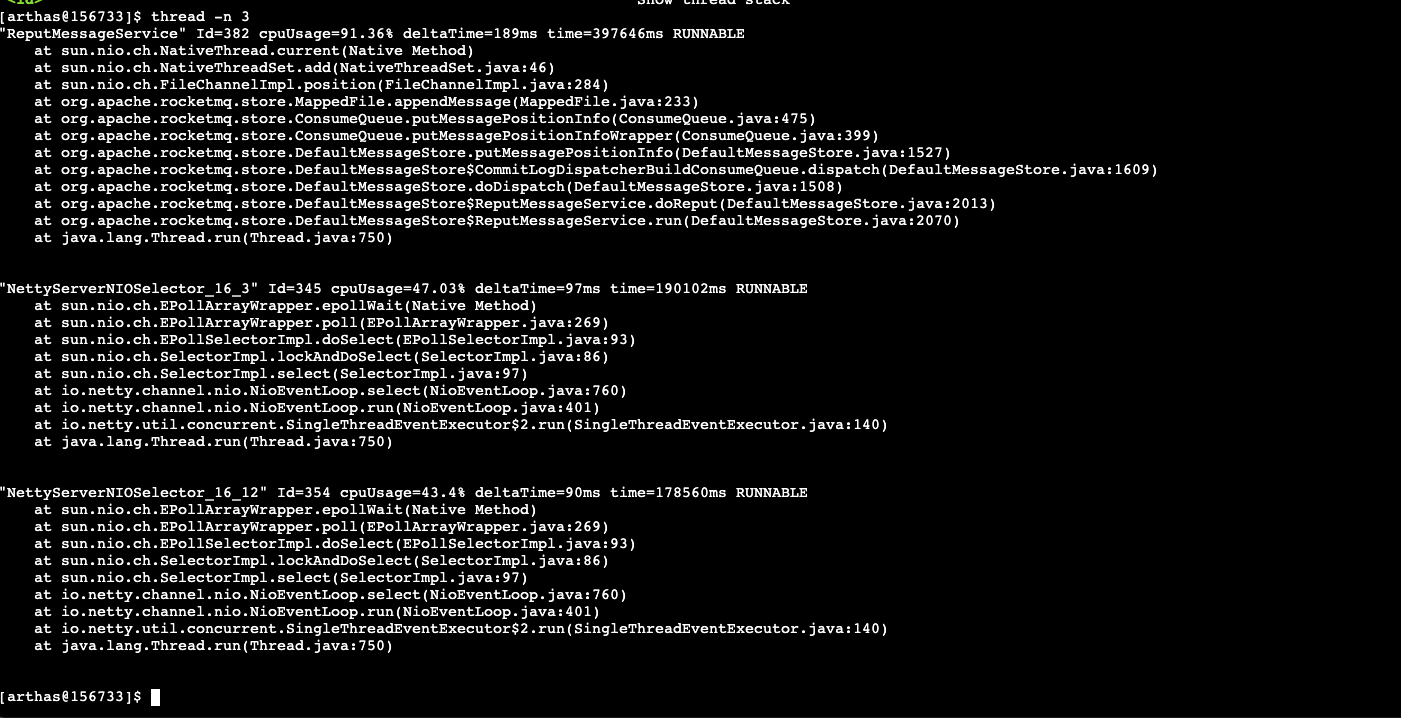 <id> Show thread stack
[arthas@156733]$ thread -n 3
"ReputMessageService" Id=382 cpuUsage=91.36% deltaTime=189ms time=397646ms RUNNABLE
    at sun.nio.ch.NativeThread.current(Native Method)
    at sun.nio.ch.NativeThreadSet.add(NativeThreadSet.java:46)
    at sun.nio.ch.FileChannelImpl.position(FileChannelImpl.java:284)
    at org.apache.rocketmq.store.MappedFile.appendMessage(MappedFile.java:233)
    at org.apache.rocketmq.store.ConsumeQueue.putMessagePositionInfo(ConsumeQueue.java:475)
    at org.apache.rocketmq.store.ConsumeQueue.putMessagePositionInfoWrapper(ConsumeQueue.java:399)
    at org.apache.rocketmq.store.DefaultMessageStore.putMessagePositionInfo(DefaultMessageStore.java:1527)
    at org.apache.rocketmq.store.DefaultMessageStore$CommitLogDispatcherBuildConsumeQueue.dispatch(DefaultMessageStore.java:1609)
    at org.apache.rocketmq.store.DefaultMessageStore.doDispatch(DefaultMessageStore.java:1508)
    at org.apache.rocketmq.store.DefaultMessageStore$ReputMessageService.doReput(DefaultMessageStore.java:2013)
    at org.apache.rocketmq.store.DefaultMessageStore$ReputMessageService.run(DefaultMessageStore.java:2070)
    at java.lang.Thread.run(Thread.java:750)
"NettyServerNIOSelector_16_3" Id=345 cpuUsage=47.03% deltaTime=97ms time=190102ms RUNNABLE
    at sun.nio.ch.EPollArrayWrapper.epollWait(Native Method)
    at sun.nio.ch.EPollArrayWrapper.poll(EPollArrayWrapper.java:269)
    at sun.nio.ch.EPollSelectorImpl.doSelect(EPollSelectorImpl.java:93)
    at sun.nio.ch.SelectorImpl.lockAndDoSelect(SelectorImpl.java:86)
    at sun.nio.ch.SelectorImpl.select(SelectorImpl.java:97)
    at io.netty.channel.nio.NioEventLoop.select(NioEventLoop.java:760)
    at io.netty.channel.nio.NioEventLoop.run(NioEventLoop.java:401)
    at io.netty.util.concurrent.SingleThreadEventExecutor$2.run(SingleThreadEventExecutor.java:140)
    at java.lang.Thread.run(Thread.java:750)
"NettyServerNIOSelector_16_12" Id=354 cpuUsage=43.4% deltaTime=90ms time=178560ms RUNNABLE
    at sun.nio.ch.EPollArrayWrapper.epollWait(Native Method)
    at sun.nio.ch.EPollArrayWrapper.poll(EPollArrayWrapper.java:269)
    at sun.nio.ch.EPollSelectorImpl.doSelect(EPollSelectorImpl.java:93)
    at sun.nio.ch.SelectorImpl.lockAndDoSelect(SelectorImpl.java:86)
    at sun.nio.ch.SelectorImpl.select(SelectorImpl.java:97)
    at io.netty.channel.nio.NioEventLoop.select(NioEventLoop.java:760)
    at io.netty.channel.nio.NioEventLoop.run(NioEventLoop.java:401)
    at io.netty.util.concurrent.SingleThreadEventExecutor$2.run(SingleThreadEventExecutor.java:140)
    at java.lang.Thread.run(Thread.java:750)
[arthas@156733]$